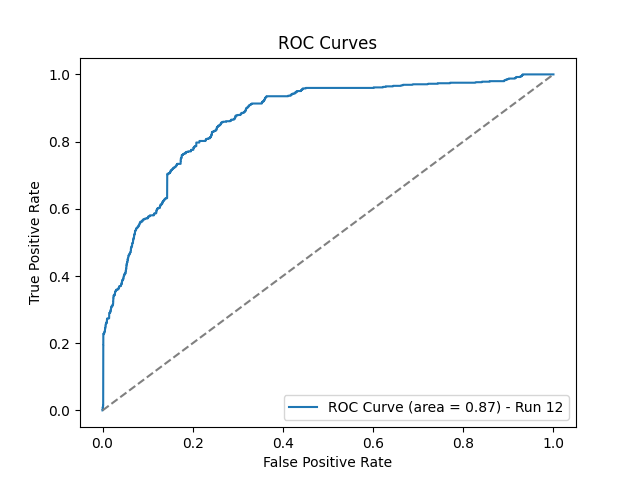 ROC Curves
True Positive Rate
1.0
0.8
0.6
0.4
0.2
0.0
ROC Curve (area = 0.87) - Run 12
0.0 0.2 0.4 0.6 0.8 1.0
False Positive Rate